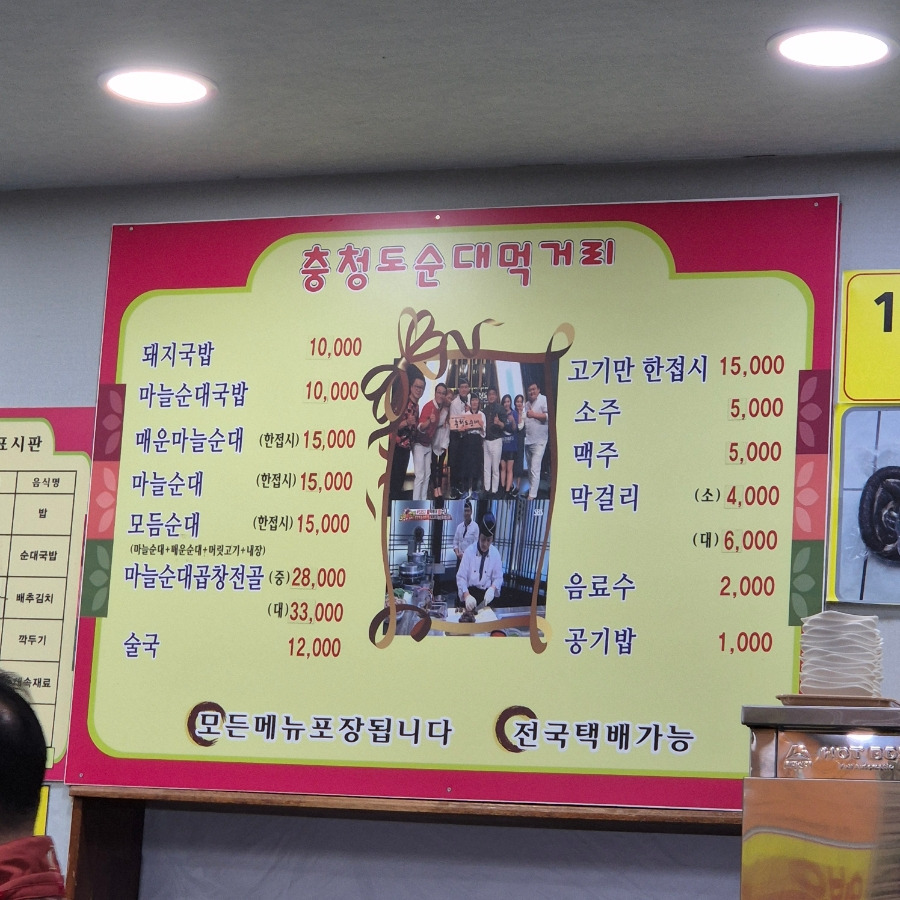 충청도순대먹거리
돼지국밥 10,000
마늘순대국밥 10,000
매운마늘순대 (한접시) 15,000
마늘순대 (한접시) 15,000
모듬순대 (한접시) 15,000
(마늘순대+매운순대+머릿고기+내장)
마늘순대곱창전골 (중) 28,000
(대) 33,000
술국 12,000
고기만 한접시 15,000
소주 5,000
맥주 5,000
막걸리 (소) 4,000
(대) 6,000
음료수 2,000
공기밥 1,000
모든메뉴포장됩니다
전국택배가능
표시판
음식명
밥
순대국밥
배추김치
깍두기
1
SBS